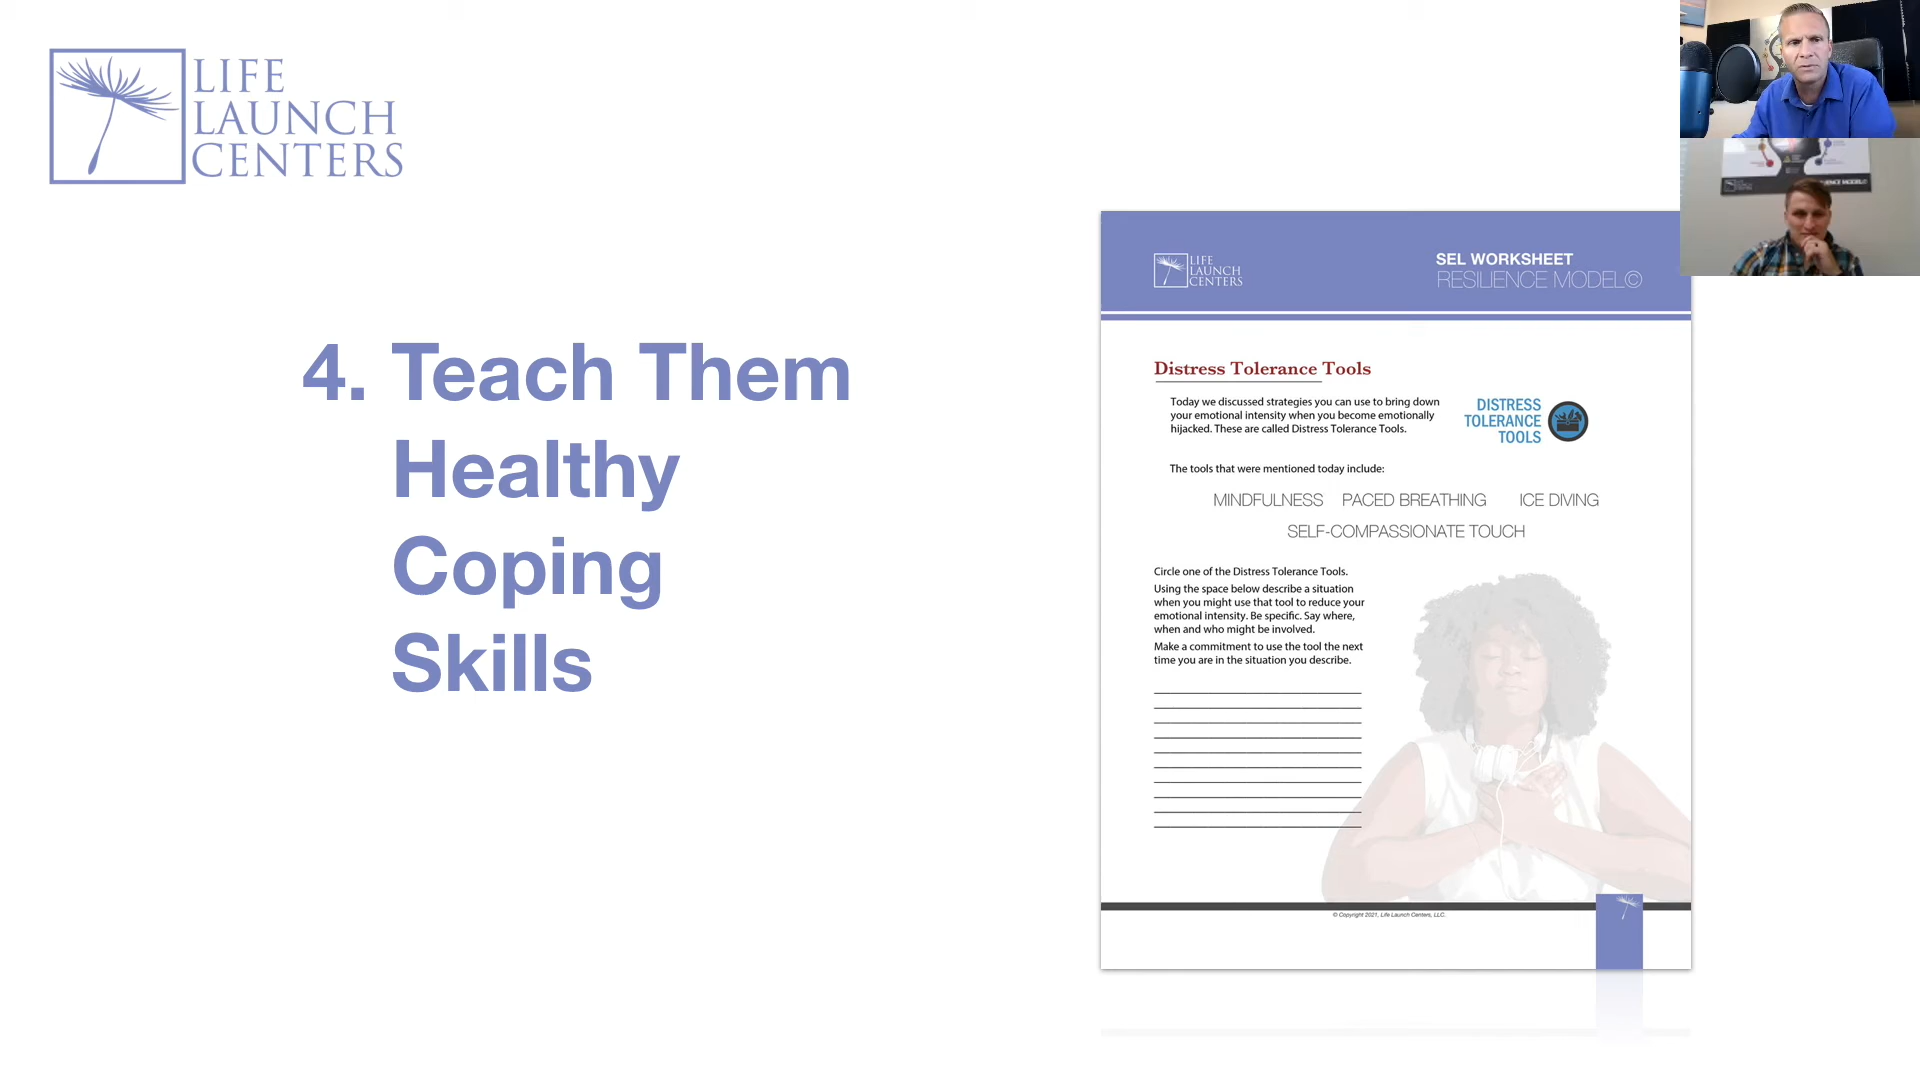 LIFE
LAUNCH
CENTERS
4. Teach Them
Healthy
Coping
Skills
LIFE
LAUNCH
CENTERS
SEL WORKSHEET
RESILIENCE MODEL©
Distress Tolerance Tools
Today we discussed strategies you can use to bring down
your emotional intensity when you become emotionally
hijacked. These are called Distress Tolerance Tools.
DISTRESS
TOLERANCE
TOOLS
The tools that were mentioned today include:
MINDFULNESS PACED BREATHING ICE DIVING
SELF-COMPASSIONATE TOUCH
Circle one of the Distress Tolerance Tools.
Using the space below describe a situation
when you might use that tool to reduce your
emotional intensity. Be specific. Say where,
when and who might be involved.
Make a commitment to use the tool the next
time you are in the situation you describe.
© Copyright 2021, Life Launch Centers, LLC.
LIFE
LAUNCH
CENTERS